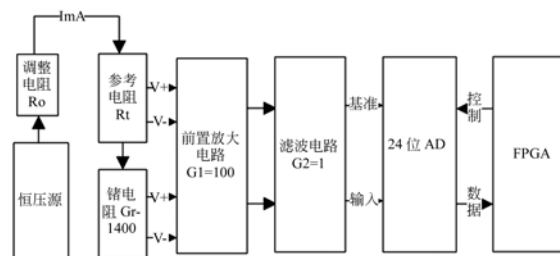 ImA
调整
电阻
Ro
恒压源
参考
电阻
Rt
锗电
阻 Gr-
1400
V+
V-
V+
V-
前置放大
电路
G1=100
滤波电路
G2=1
基准
输入
24 位 AD
控制
数据
FPGA